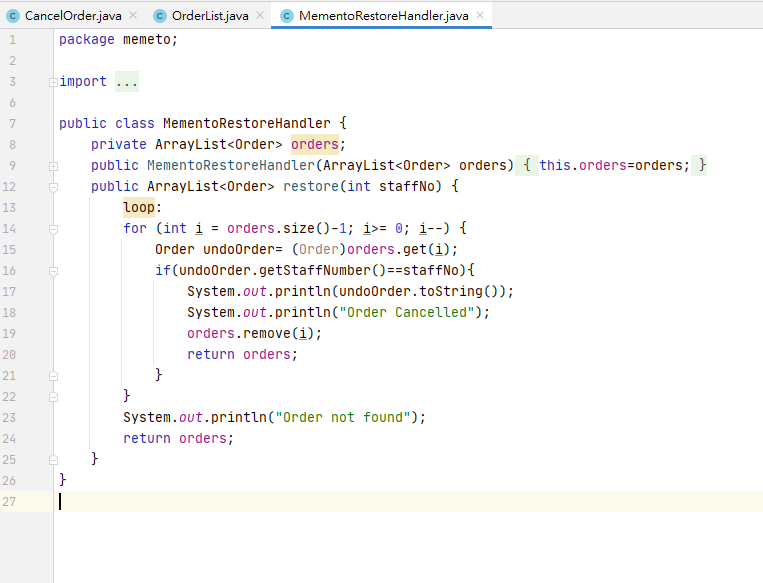 CancelOrder.java OrderList.java MementoRestoreHandler.java
1 package memeto;
2
3 import ...
6
7 public class MementoRestoreHandler {
8 private ArrayList<Order> orders;
9 public MementoRestoreHandler(ArrayList<Order> orders) { this.orders=orders; }
12 public ArrayList<Order> restore(int staffNo) {
13 loop:
14 for (int i = orders.size()-1; i>= 0; i--) {
15 Order undoOrder= (Order)orders.get(i);
16 if(undoOrder.getStaffNumber()==staffNo){
17 System.out.println(undoOrder.toString());
18 System.out.println("Order Cancelled");
19 orders.remove(i);
20 return orders;
21 }
22 }
23 System.out.println("Order not found");
24 return orders;
25 }
26 }
27